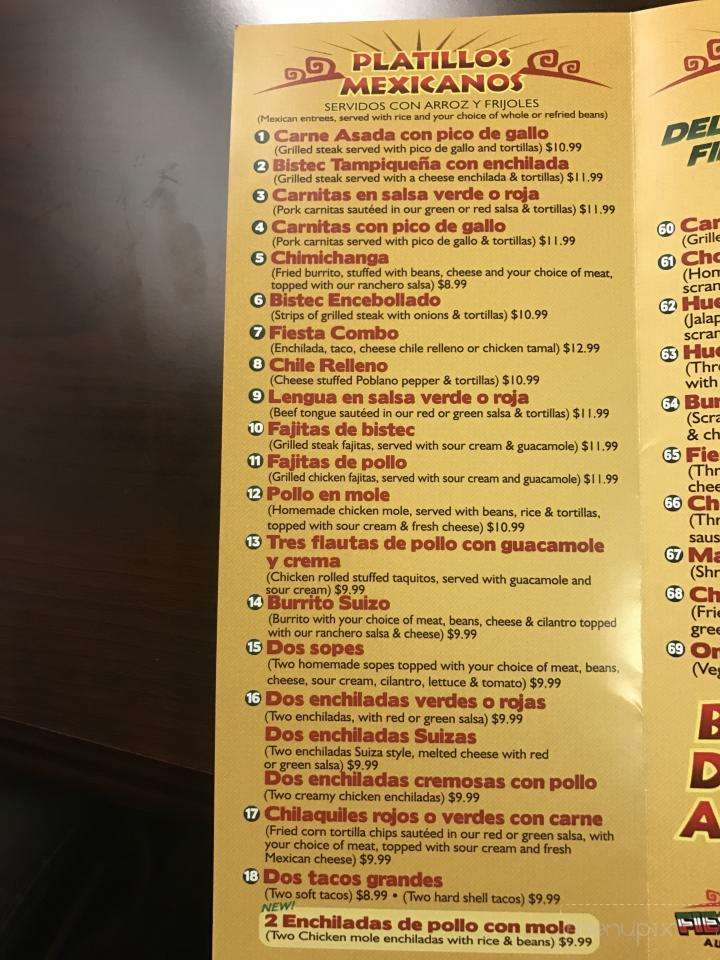 PLATILLOS
MEXICANOS
SERVIDOS CON ARROZ Y FRIJOLES
(Mexican entrees, served with rice and your choice of whole or refried beans)
1 Carne Asada con pico de gallo
(Grilled steak served with pico de gallo and tortillas) $10.99
2 Bistec Tampiqueña con enchilada
(Grilled steak served with a cheese enchilada & tortillas) $11.99
3 Carnitas en salsa verde o roja
(Pork carnitas sautéed in our green or red salsa & tortillas) $11.99
4 Carnitas con pico de gallo
(Pork carnitas served with pico de gallo & tortillas) $11.99
5 Chimichanga
(Fried burrito, stuffed with beans, cheese and your choice of meat,
topped with our ranchero salsa) $8.99
6 Bistec Encebollado
(Strips of grilled steak with onions & tortillas) $10.99
7 Fiesta Combo
(Enchilada, taco, cheese chile relleno or chicken tamal) $12.99
8 Chile Relleno
(Cheese stuffed Poblano pepper & tortillas) $10.99
9 Lengua en salsa verde o roja
(Beef tongue sautéed in our red or green salsa & tortillas) $11.99
10 Fajitas de bistec
(Grilled steak fajitas, served with sour cream & guacamole) $11.99
11 Fajitas de pollo
(Grilled chicken fajitas, served with sour cream and guacamole) $11.99
12 Pollo en mole
(Homemade chicken mole, served with beans, rice & tortillas,
topped with sour cream & fresh cheese) $10.99
13 Tres flautas de pollo con guacamole
y crema
(Chicken rolled stuffed taquitos, served with guacamole and
sour cream) $9.99
14 Burrito Suizo
(Burrito with your choice of meat, beans, cheese & cilantro topped
with our ranchero salsa & cheese) $9.99
15 Dos sopes
(Two homemade sopes topped with your choice of meat, beans,
cheese, sour cream, cilantro, lettuce & tomato) $9.99
16 Dos enchiladas verdes o rojas
(Two enchiladas, with red or green salsa) $9.99
Dos enchiladas Suizas
(Two enchiladas Suiza style, melted cheese with red
or green salsa) $9.99
Dos enchiladas cremosas con pollo
(Two creamy chicken enchiladas) $9.99
17 Chilaquiles rojos o verdes con carne
(Fried corn tortilla chips sautéed in our red or green salsa, with
your choice of meat, topped with sour cream and fresh
Mexican cheese) $9.99
18 Dos tacos grandes
(Two soft tacos) $8.99 • (Two hard shell tacos) $9.99
NEW!
2 Enchiladas de pollo con mole
(Two Chicken mole enchiladas with rice & beans) $9.99
60
61
62
63
64
65
66
67
68
69